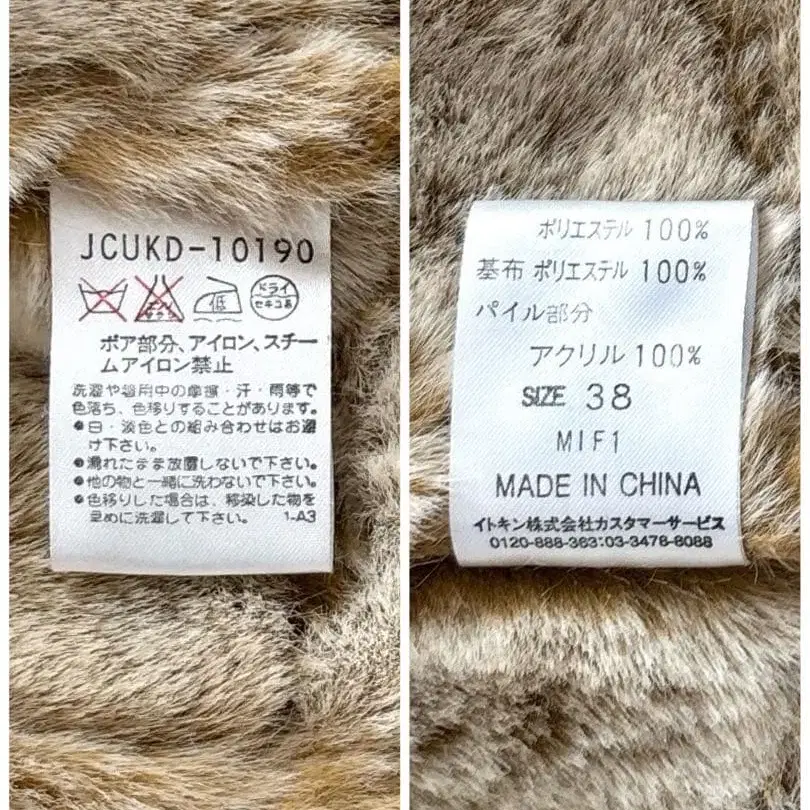 JCUKD-10190
エンソ サラシ
低
ドライ
セキユ系
ボア部分、アイロン、スチー
ムアイロン禁止
洗濯や着用中の摩擦・汗・雨等で
色落ち、色移りすることがあります。
●白・淡色との組み合わせはお避
け下さい。
●濡れたまま放置しないで下さい。
●他の物と一緒に洗わないで下さい。
●色移りした場合は、移染した物を
早めに洗濯して下さい。 1-A3
ポリエステル 100%
基布 ポリエステル 100%
パイル部分
アクリル 100%
SIZE 38
MIF1
MADE IN CHINA
イトキン株式会社カスタマーサービス
0120-888-363:03-3478-8088